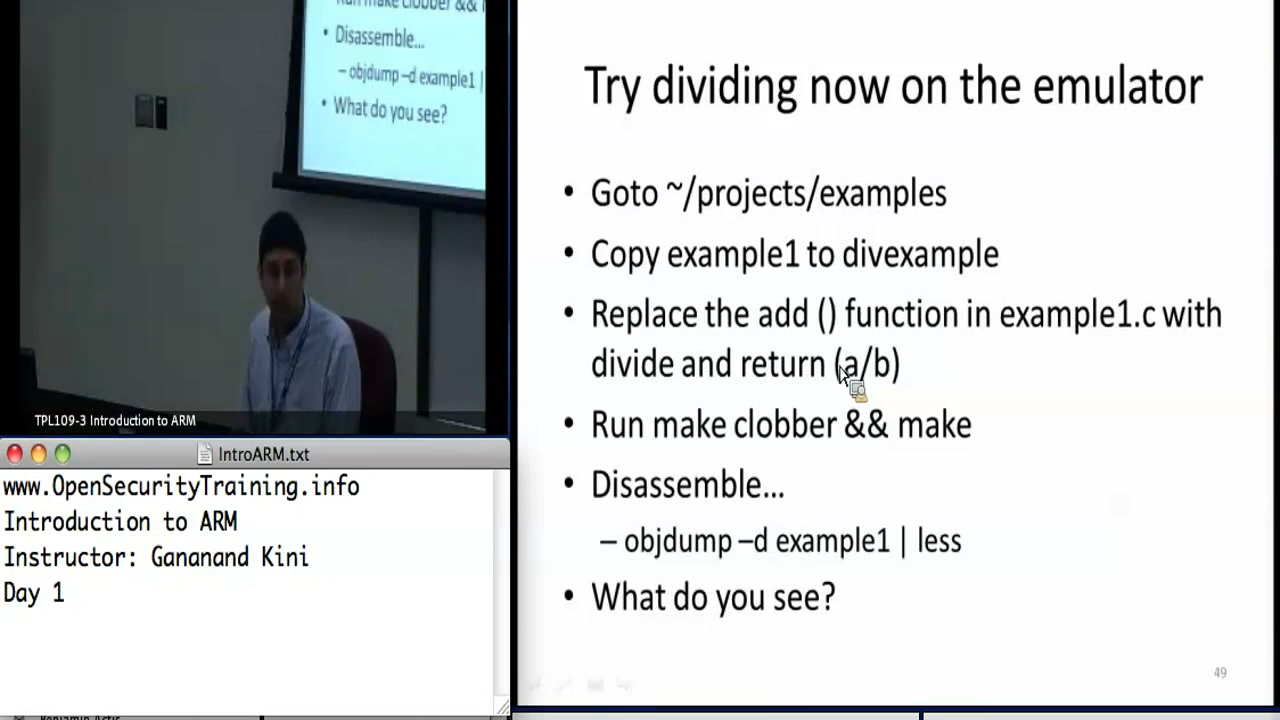 Run make clobber &&
• Disassemble...
– objdump –d example1 |
• What do you see?
TPL109-3 Introduction to ARM
IntroARM.txt
www.OpenSecurityTraining.info
Introduction to ARM
Instructor: Gananand Kini
Day 1
Try dividing now on the emulator
• Goto ~/projects/examples
• Copy example1 to divexample
• Replace the add () function in example1.c with
divide and return (a/b)
• Run make clobber && make
• Disassemble...
– objdump –d example1 | less
• What do you see?
49